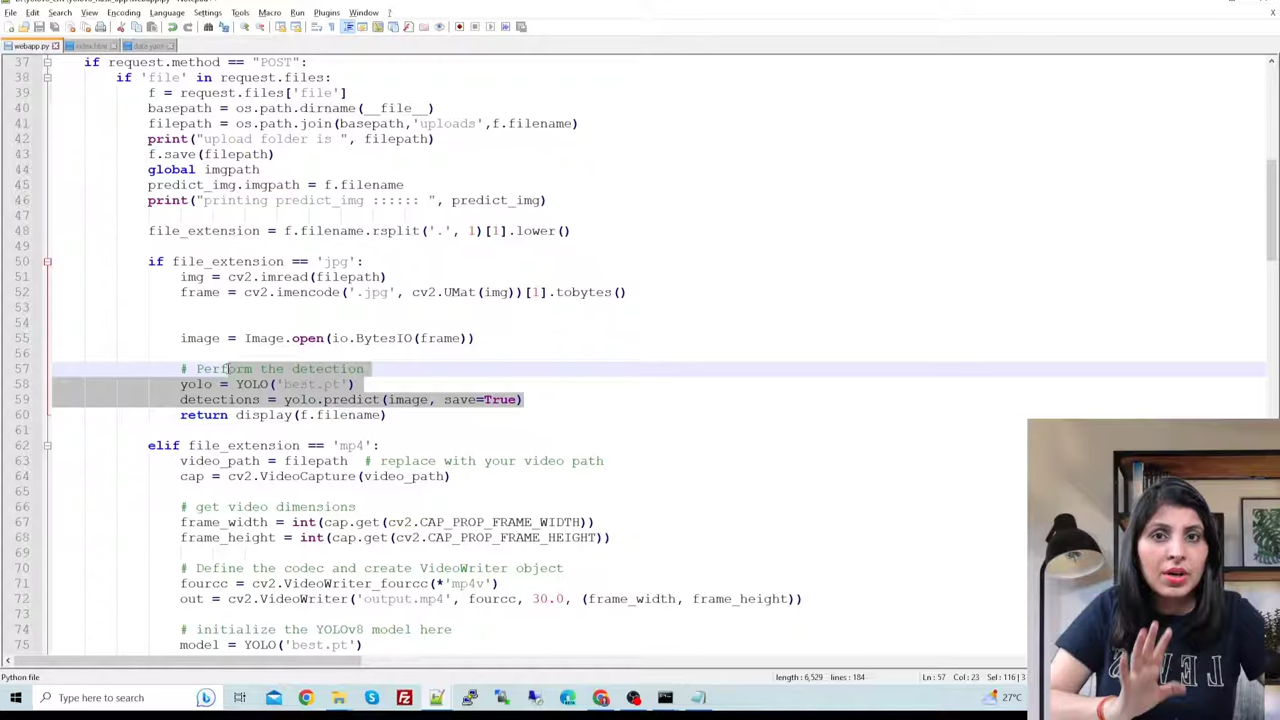 File Edit Search View Encoding Language Settings Tools Macro Run Plugins Window ? X
webapp.py index.html
37 if request.method == "POST":
38 if 'file' in request.files:
39 f = request.files['file']
40 basepath = os.path.dirname(__file__)
41 filepath = os.path.join(basepath,'uploads',f.filename)
42 print("upload folder is ", filepath)
43 f.save(filepath)
44 global imgpath
45 predict_img.imgpath = f.filename
46 print("printing predict_img :::::: ", predict_img)
47
48 file_extension = f.filename.rsplit('.', 1)[1].lower()
49
50 if file_extension == 'jpg':
51 img = cv2.imread(filepath)
52 frame = cv2.imencode('.jpg', cv2.UMat(img))[1].tobytes()
53
54
55 image = Image.open(io.BytesIO(frame))
56
57 # Perform the detection
58 yolo = YOLO('best.pt')
59 detections = yolo.predict(image, save=True)
60 return display(f.filename)
61
62 elif file_extension == 'mp4':
63 video_path = filepath # replace with your video path
64 cap = cv2.VideoCapture(video_path)
65
66 # get video dimensions
67 frame_width = int(cap.get(cv2.CAP_PROP_FRAME_WIDTH))
68 frame_height = int(cap.get(cv2.CAP_PROP_FRAME_HEIGHT))
69
70 # Define the codec and create VideoWriter object
71 fourcc = cv2.VideoWriter_fourcc(*'mp4v')
72 out = cv2.VideoWriter('output.mp4', fourcc, 30.0, (frame_width, frame_height))
73
74 # initialize the YOLOv8 model here
75 model = YOLO('best.pt')
Python file length : 6,529 lines : 184 Ln : 57 Col : 23 Sel : 116 | 3
Type here to search 27°C